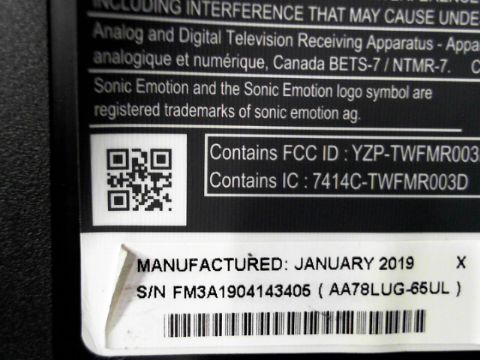 INCLUDING INTERFERENCE THAT MAY CAUSE UNDE
Analog and Digital Television Receiving Apparatus - Appa
analogique et numérique, Canada BETS-7 / NTMR-7. C
Sonic Emotion and the Sonic Emotion logo symbol are
registered trademarks of sonic emotion ag.
Contains FCC ID : YZP-TWFMR003
Contains IC : 7414C-TWFMR003D
MANUFACTURED: JANUARY 2019 X
S/N FM3A1904143405 ( AA78LUG-65UL )